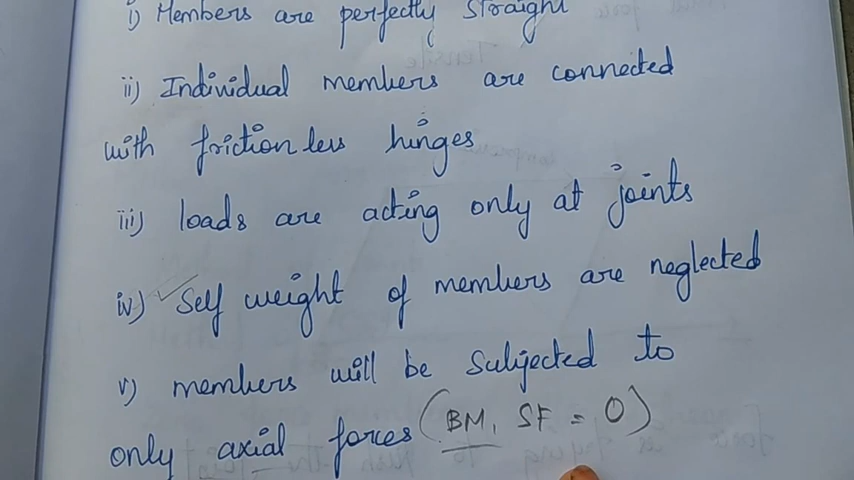 i) Members are perfectly straight
ii) Individual members are connected
with frictionless hinges
iii) loads are acting only at joints
iv) Self weight of members are neglected
v) members will be subjected to
only axial forces (BM, SF = 0)